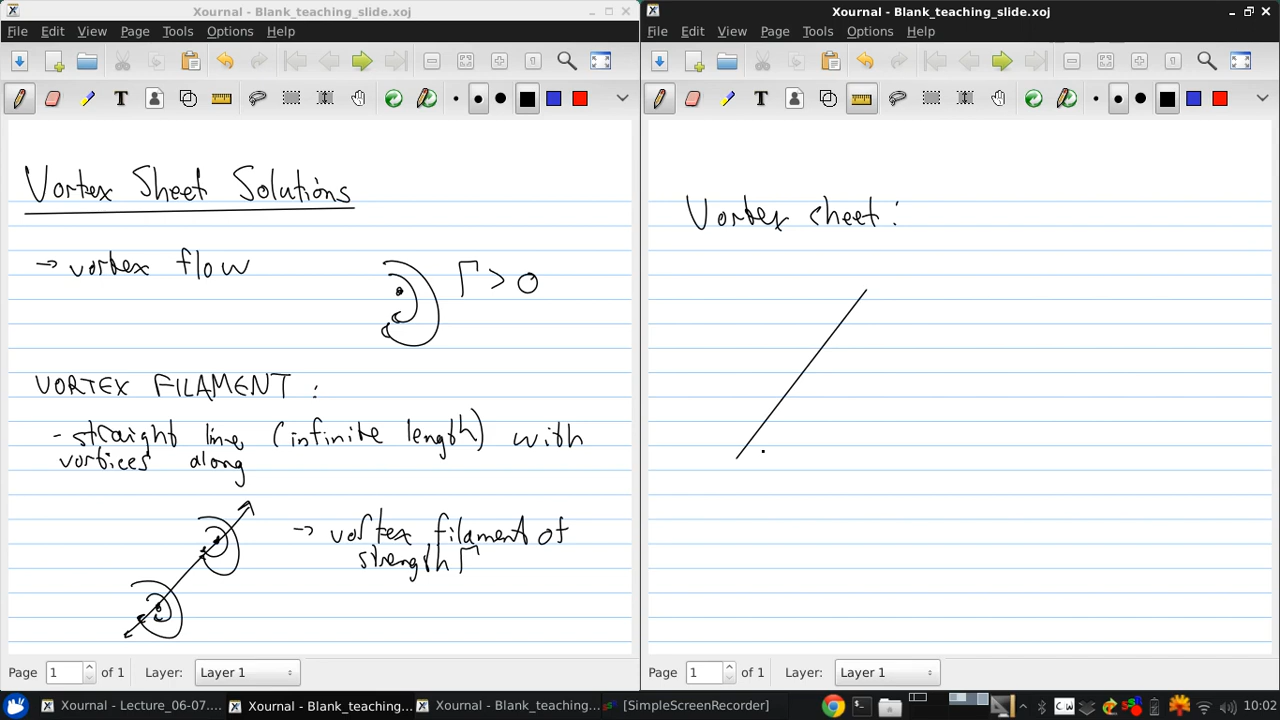 Xournal - Blank_teaching_slide.xoj
File Edit View Page Tools Options Help
Vortex Sheet Solutions
→ vortex flow
Γ > 0
VORTEX FILAMENT :
- straight line (infinite length) with
vortices along
→ vortex filament of
strength Γ
Page 1 of 1 Layer: Layer 1
Xournal - Blank_teaching_slide.xoj
File Edit View Page Tools Options Help
Vortex sheet :
Page 1 of 1 Layer: Layer 1
Xournal - Lecture_06-07.... Xournal - Blank_teaching... Xournal - Blank_teaching... [SimpleScreenRecorder] 10:02